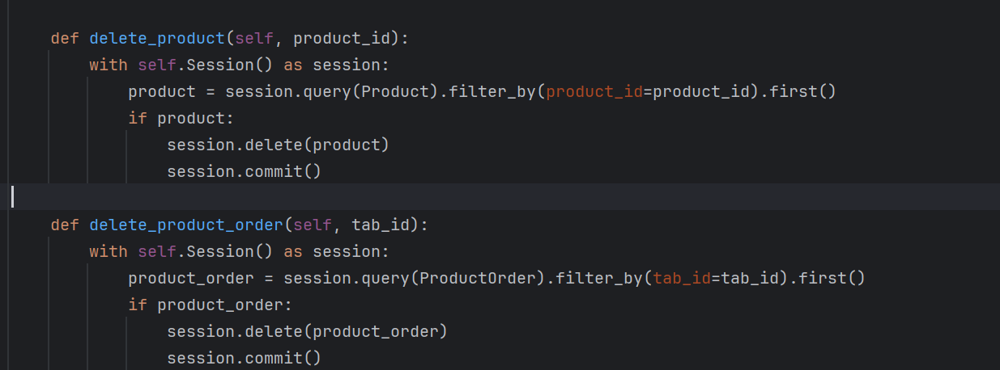 def delete_product(self, product_id):
    with self.Session() as session:
        product = session.query(Product).filter_by(product_id=product_id).first()
        if product:
            session.delete(product)
            session.commit()

def delete_product_order(self, tab_id):
    with self.Session() as session:
        product_order = session.query(ProductOrder).filter_by(tab_id=tab_id).first()
        if product_order:
            session.delete(product_order)
            session.commit()